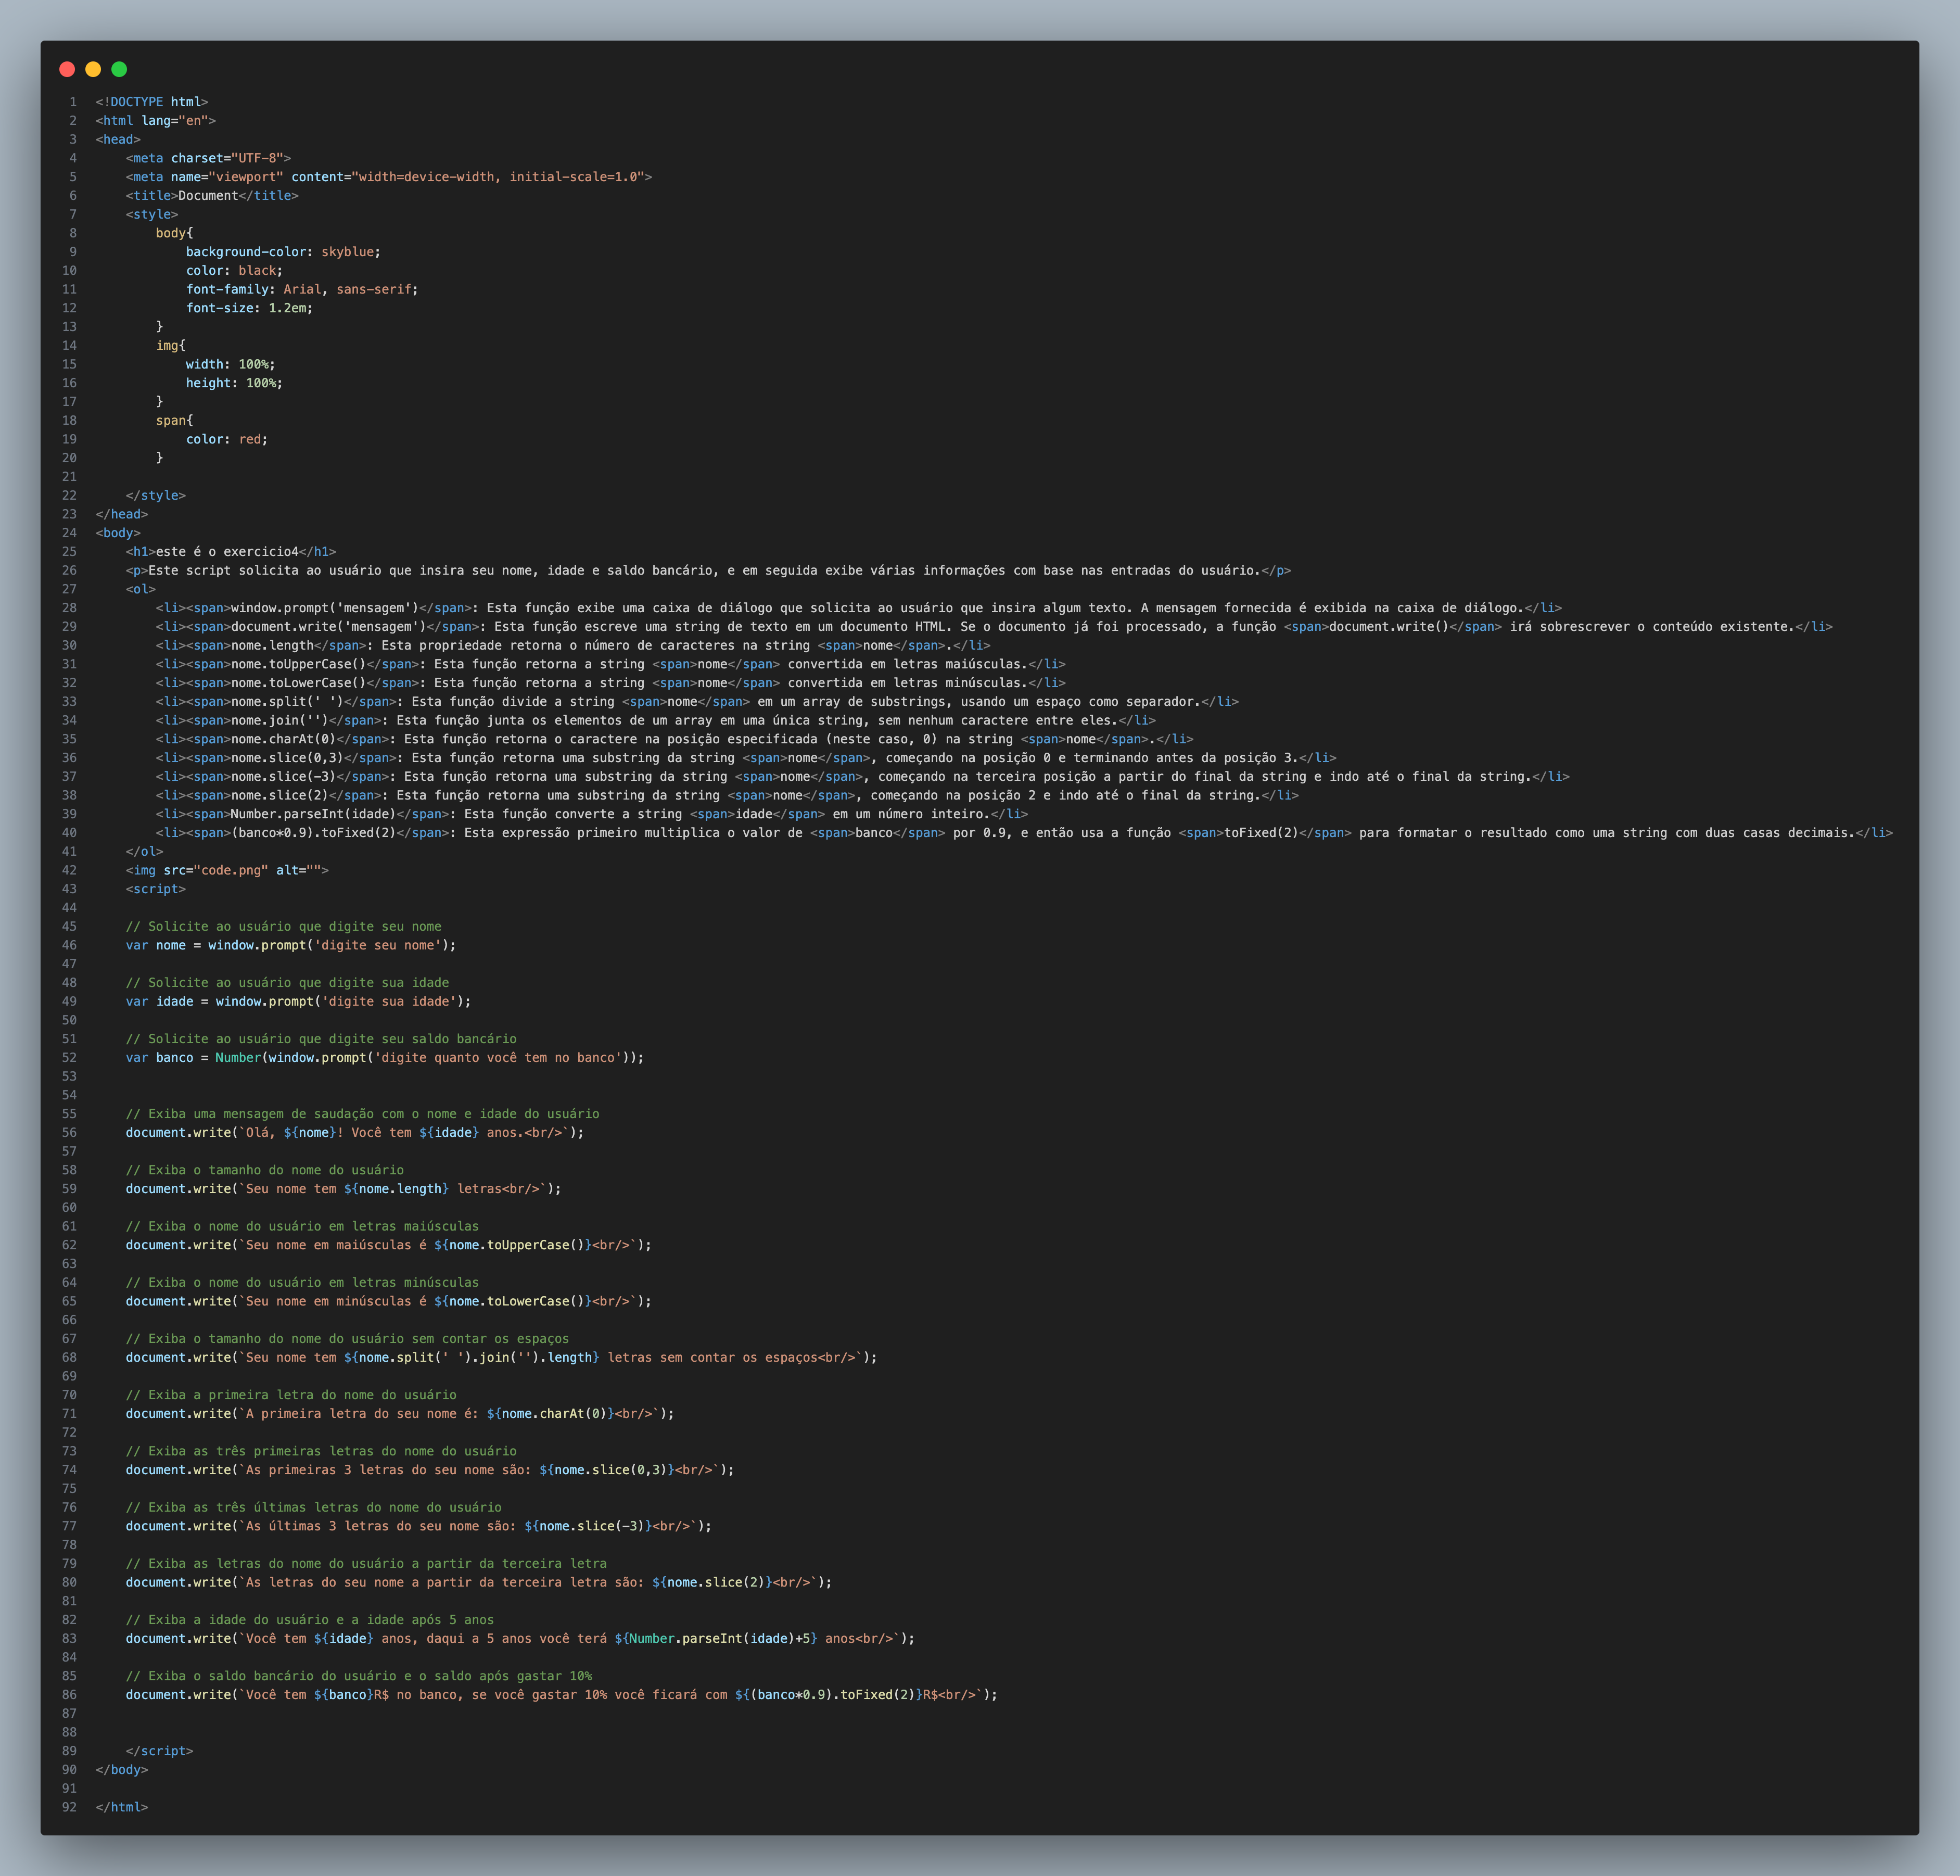 1 <!DOCTYPE html>
2 <html lang="en">
3 <head>
4     <meta charset="UTF-8">
5     <meta name="viewport" content="width=device-width, initial-scale=1.0">
6     <title>Document</title>
7     <style>
8         body{
9             background-color: skyblue;
10             color: black;
11             font-family: Arial, sans-serif;
12             font-size: 1.2em;
13         }
14         img{
15             width: 100%;
16             height: 100%;
17         }
18         span{
19             color: red;
20         }
21
22     </style>
23 </head>
24 <body>
25     <h1>este é o exercicio4</h1>
26     <p>Este script solicita ao usuário que insira seu nome, idade e saldo bancário, e em seguida exibe várias informações com base nas entradas do usuário.</p>
27     <ol>
28         <li><span>window.prompt('mensagem')</span>: Esta função exibe uma caixa de diálogo que solicita ao usuário que insira algum texto. A mensagem fornecida é exibida na caixa de diálogo.</li>
29         <li><span>document.write('mensagem')</span>: Esta função escreve uma string de texto em um documento HTML. Se o documento já foi processado, a função <span>document.write()</span> irá sobrescrever o conteúdo existente.</li>
30         <li><span>nome.length</span>: Esta propriedade retorna o número de caracteres na string <span>nome</span>.</li>
31         <li><span>nome.toUpperCase()</span>: Esta função retorna a string <span>nome</span> convertida em letras maiúsculas.</li>
32         <li><span>nome.toLowerCase()</span>: Esta função retorna a string <span>nome</span> convertida em letras minúsculas.</li>
33         <li><span>nome.split(' ')</span>: Esta função divide a string <span>nome</span> em um array de substrings, usando um espaço como separador.</li>
34         <li><span>nome.join('')</span>: Esta função junta os elementos de um array em uma única string, sem nenhum caractere entre eles.</li>
35         <li><span>nome.charAt(0)</span>: Esta função retorna o caractere na posição especificada (neste caso, 0) na string <span>nome</span>.</li>
36         <li><span>nome.slice(0,3)</span>: Esta função retorna uma substring da string <span>nome</span>, começando na posição 0 e terminando antes da posição 3.</li>
37         <li><span>nome.slice(-3)</span>: Esta função retorna uma substring da string <span>nome</span>, começando na terceira posição a partir do final da string e indo até o final da string.</li>
38         <li><span>nome.slice(2)</span>: Esta função retorna uma substring da string <span>nome</span>, começando na posição 2 e indo até o final da string.</li>
39         <li><span>Number.parseInt(idade)</span>: Esta função converte a string <span>idade</span> em um número inteiro.</li>
40         <li><span>(banco*0.9).toFixed(2)</span>: Esta expressão primeiro multiplica o valor de <span>banco</span> por 0.9, e então usa a função <span>toFixed(2)</span> para formatar o resultado como uma string com duas casas decimais.</li>
41     </ol>
42     <img src="code.png" alt="">
43     <script>
44
45     // Solicite ao usuário que digite seu nome
46     var nome = window.prompt('digite seu nome');
47
48     // Solicite ao usuário que digite sua idade
49     var idade = window.prompt('digite sua idade');
50
51     // Solicite ao usuário que digite seu saldo bancário
52     var banco = Number(window.prompt('digite quanto você tem no banco'));
53
54
55     // Exiba uma mensagem de saudação com o nome e idade do usuário
56     document.write(`Olá, ${nome}! Você tem ${idade} anos.<br/>`);
57
58     // Exiba o tamanho do nome do usuário
59     document.write(`Seu nome tem ${nome.length} letras<br/>`);
60
61     // Exiba o nome do usuário em letras maiúsculas
62     document.write(`Seu nome em maiúsculas é ${nome.toUpperCase()}<br/>`);
63
64     // Exiba o nome do usuário em letras minúsculas
65     document.write(`Seu nome em minúsculas é ${nome.toLowerCase()}<br/>`);
66
67     // Exiba o tamanho do nome do usuário sem contar os espaços
68     document.write(`Seu nome tem ${nome.split(' ').join('').length} letras sem contar os espaços<br/>`);
69
70     // Exiba a primeira letra do nome do usuário
71     document.write(`A primeira letra do seu nome é: ${nome.charAt(0)}<br/>`);
72
73     // Exiba as três primeiras letras do nome do usuário
74     document.write(`As primeiras 3 letras do seu nome são: ${nome.slice(0,3)}<br/>`);
75
76     // Exiba as três últimas letras do nome do usuário
77     document.write(`As últimas 3 letras do seu nome são: ${nome.slice(-3)}<br/>`);
78
79     // Exiba as letras do nome do usuário a partir da terceira letra
80     document.write(`As letras do seu nome a partir da terceira letra são: ${nome.slice(2)}<br/>`);
81
82     // Exiba a idade do usuário e a idade após 5 anos
83     document.write(`Você tem ${idade} anos, daqui a 5 anos você terá ${Number.parseInt(idade)+5} anos<br/>`);
84
85     // Exiba o saldo bancário do usuário e o saldo após gastar 10%
86     document.write(`Você tem ${banco}R$ no banco, se você gastar 10% você ficará com ${(banco*0.9).toFixed(2)}R$<br/>`);
87
88
89     </script>
90 </body>
91
92 </html>